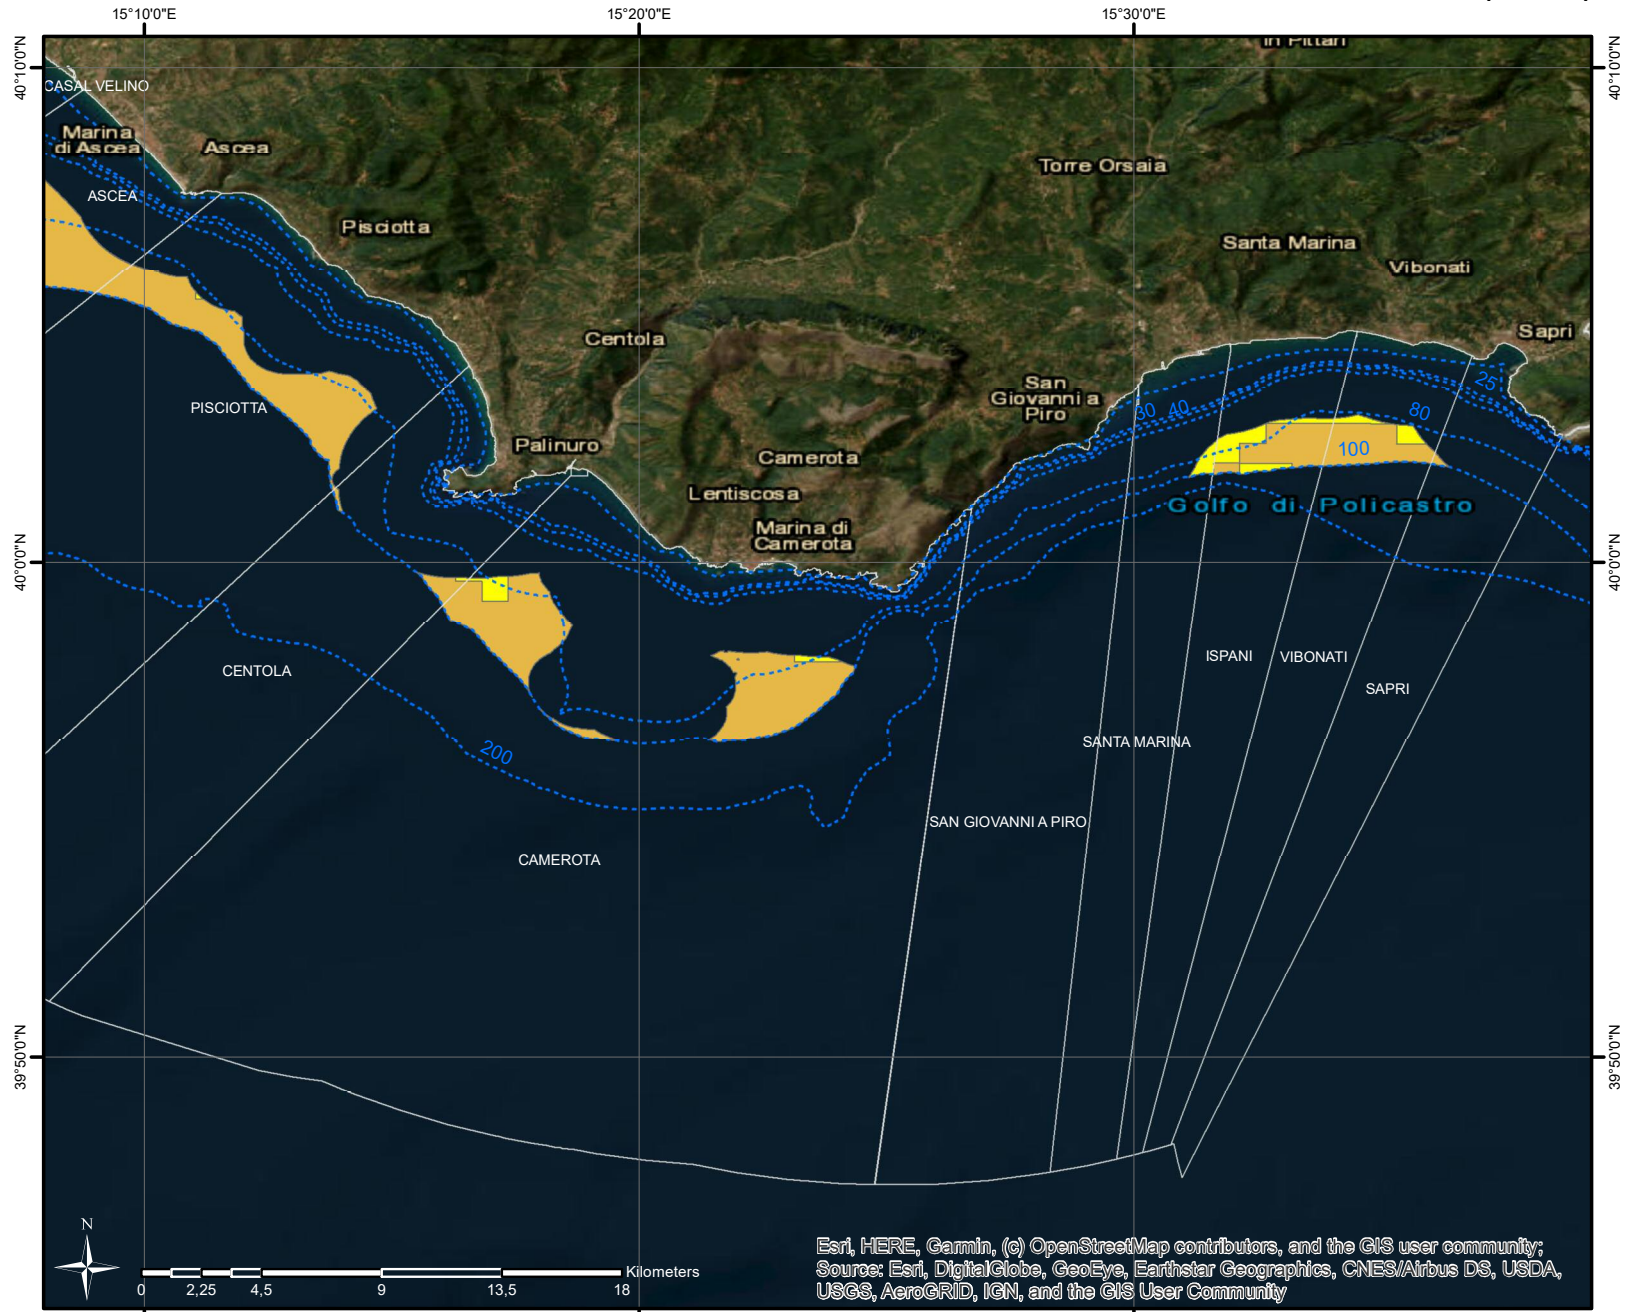 15°10'0"E
15°20'0"E
15°30'0"E
40°10'0"N
40°10'0"N
in Pittari
CASAL VELINO
Marina
di Ascea
Ascea
ASCEA
Torre Orsaia
Pisciotta
Santa Marina
Vibonati
Centola
Sapri
San
Giovanni a
Piro
25
30
40
80
PISCIOTTA
Palinuro
Camerota
100
Lentiscosa
Golfo di Policastro
Marina di
Camerota
40°0'0"N
40°0'0"N
ISPANI
VIBONATI
CENTOLA
SAPRI
200
SANTA MARINA
SAN GIOVANNI A PIRO
CAMEROTA
39°50'0"N
39°50'0"N
N
Kilometers
0
2,25
4,5
9
13,5
18
Esri, HERE, Garmin, (c) OpenStreetMap contributors, and the GIS user community;
Source: Esri, DigitalGlobe, GeoEye, Earthstar Geographics, CNES/Airbus DS, USDA,
USGS, AeroGRID, IGN, and the GIS User Community